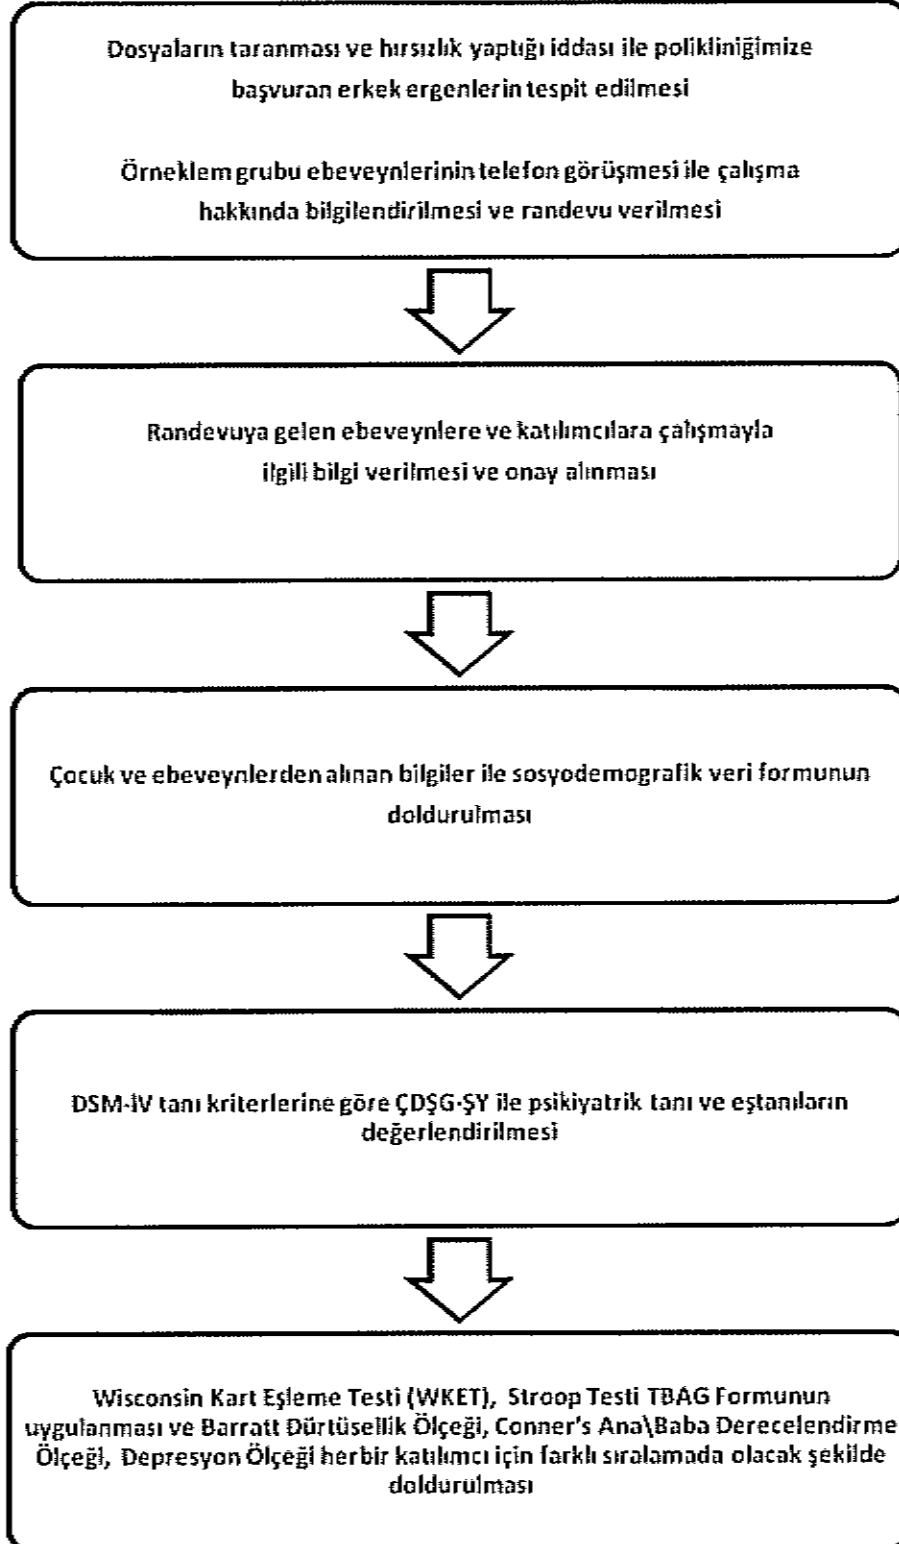 Dosyaların taranması ve hırsızlık yaptığı iddası ile polikliniğimize
başvuran erkek ergenlerin tespit edilmesi
Örneklem grubu ebeveynlerinin telefon görüşmesi ile çalışma
hakkında bilgilendirilmesi ve randevu verilmesi
Randevuya gelen ebeveynlere ve katılımcılara çalışmayla
ilgili bilgi verilmesi ve onay alınması
Çocuk ve ebeveynlerden alınan bilgiler ile sosyodemografik veri formunun
doldurulması
DSM-IV tanı kriterlerine göre ÇDŞG-ŞY ile psikiyatrik tanı ve eştanıların
değerlendirilmesi
Wisconsin Kart Eşleme Testi (WKET), Stroop Testi TBAG Formunun
uygulanması ve Barratt Dürtüsellik Ölçeği, Conner's Ana\Baba Derecelendirme
Ölçeği, Depresyon Ölçeği herbir katılımcı için farklı sıralamada olacak şekilde
doldurulması